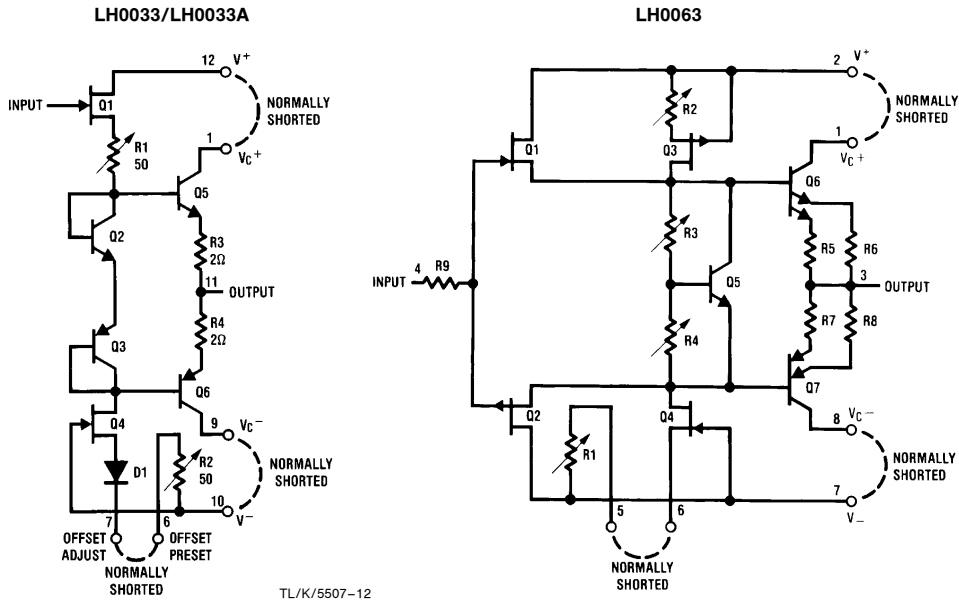 LH0033/LH0033A
12 V+
INPUT
Q1
NORMALLY
SHORTED
R1
50
1
VC+
Q5
Q2
R3
2Ω
11
OUTPUT
R4
2Ω
Q3
Q6
Q4
9 VC−
D1
R2
50
NORMALLY
SHORTED
10
V−
7
6
OFFSET
ADJUST
OFFSET
PRESET
NORMALLY
SHORTED
LH0063
2 V+
R2
NORMALLY
SHORTED
Q1
Q3
1
VC+
Q6
R3
R5
R6
4
R9
INPUT
Q5
3
OUTPUT
R4
R7
R8
Q2
Q4
Q7
8 VC−
R1
NORMALLY
SHORTED
7
V−
5
6
NORMALLY
SHORTED
TL/K/5507–12